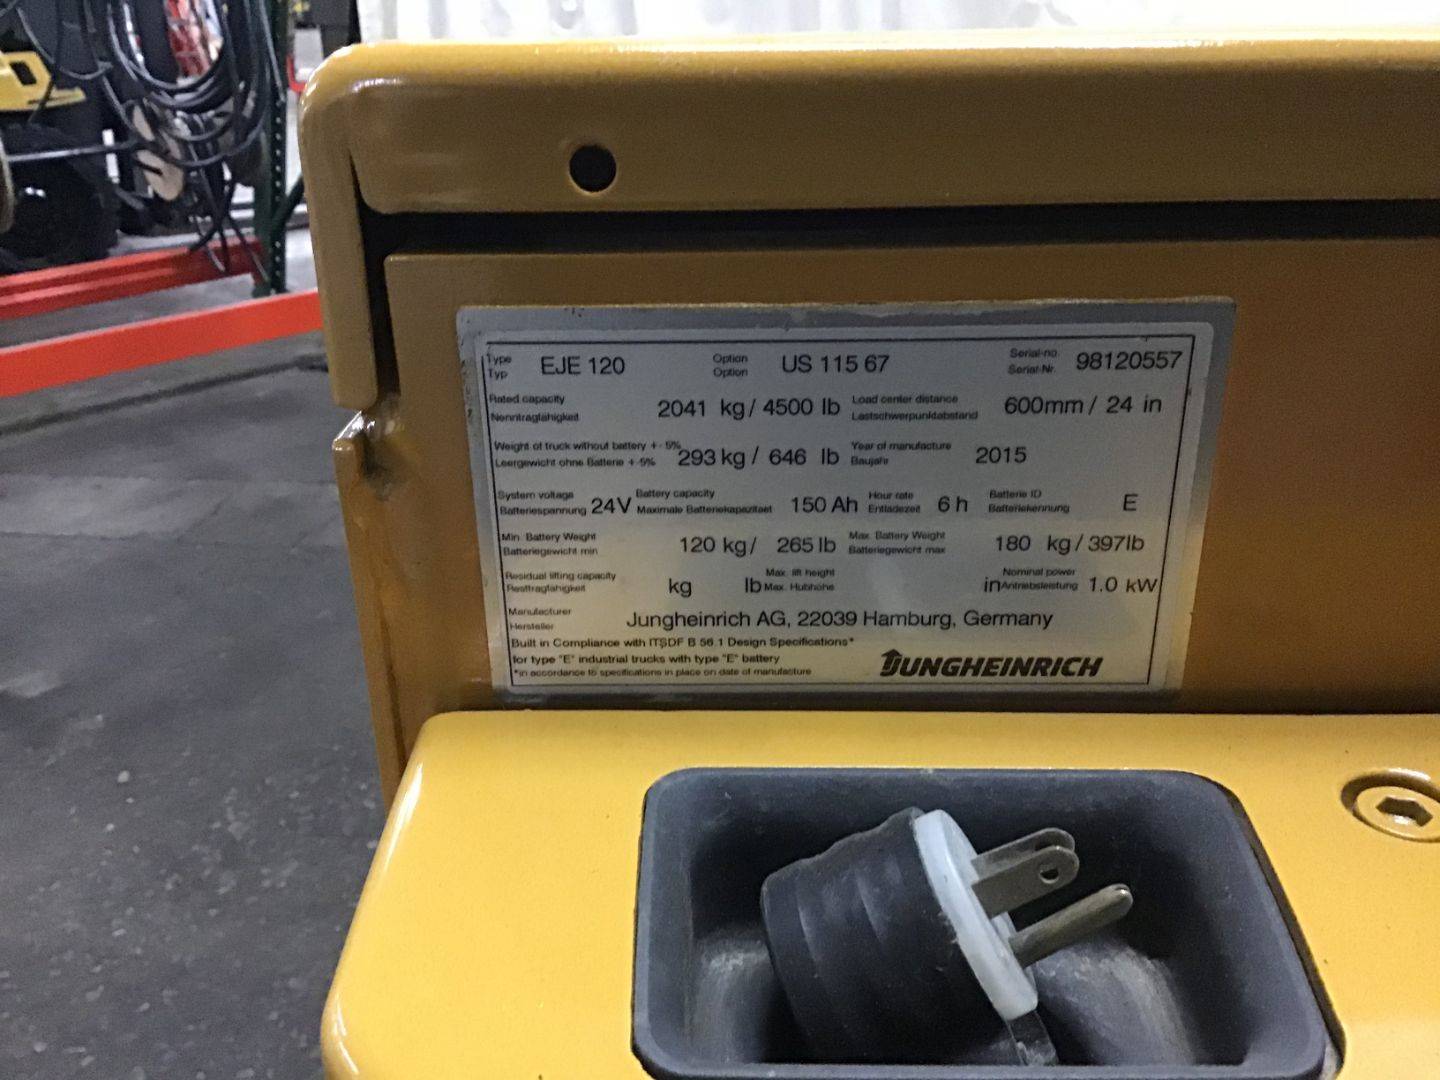 Type EJE 120 Option US 115 67 Serial-no. 98120557
Typ Option Serial-Nr.
Rated capacity 2041 kg / 4500 lb Load center distance 600mm / 24 in
Nenntragfähigkeit Lastschwerpunktabstand
Weight of truck without battery +-5% 293 kg / 646 lb Year of manufacture 2015
Leergewicht ohne Batterie +-5% Baujahr
System voltage 24V Battery capacity 150 Ah Hour rate 6 h Batterie ID E
Batteriespannung Maximale Batteriekapazitaet Entladezeit Batteriekennung
Min. Battery Weight 120 kg / 265 lb Max. Battery Weight 180 kg / 397lb
Batteriegewicht min Batteriegewicht max
Residual lifting capacity kg lb Max. lift height in Nominal power 1.0 kW
Resttragfähigkeit Max. Hubhöhe Antriebsleistung
Manufacturer Jungheinrich AG, 22039 Hamburg, Germany
Hersteller
Built in Compliance with ITSDF B 56.1 Design Specifications*
for type "E" industrial trucks with type "E" battery
*in accordance to specifications in place on date of manufacture
JUNGHEINRICH